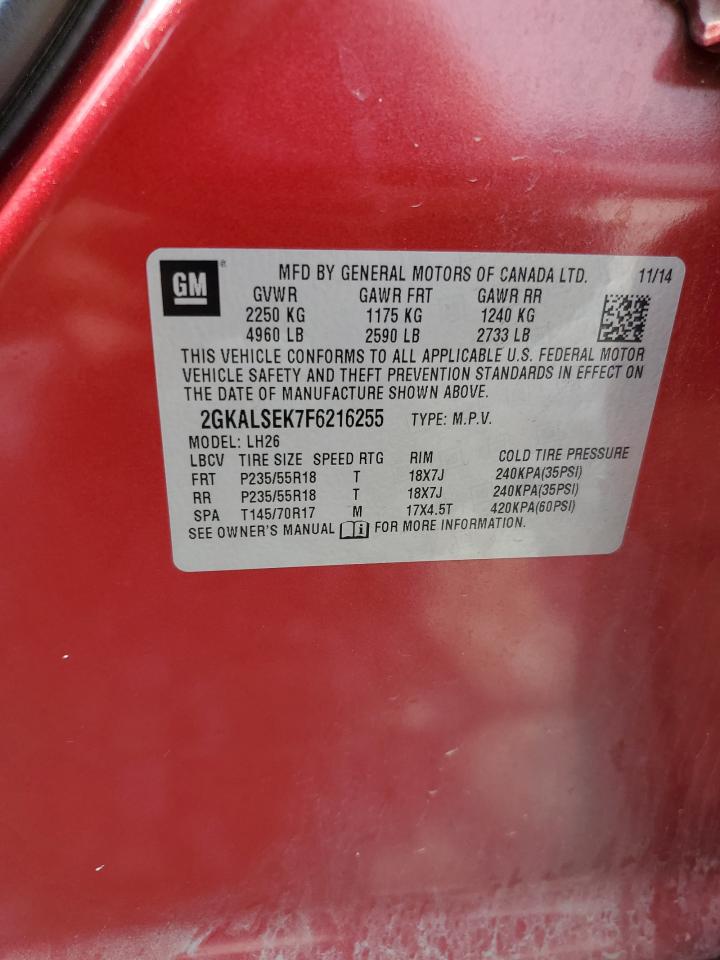 GM ® MFD BY GENERAL MOTORS OF CANADA LTD. 11/14
GVWR GAWR FRT GAWR RR
2250 KG 1175 KG 1240 KG
4960 LB 2590 LB 2733 LB
THIS VEHICLE CONFORMS TO ALL APPLICABLE U.S. FEDERAL MOTOR
VEHICLE SAFETY AND THEFT PREVENTION STANDARDS IN EFFECT ON
THE DATE OF MANUFACTURE SHOWN ABOVE.
2GKALSEK7F6216255 TYPE: M.P.V.
MODEL: LH26
LBCV TIRE SIZE SPEED RTG RIM COLD TIRE PRESSURE
FRT P235/55R18 T 18X7J 240KPA(35PSI)
RR P235/55R18 T 18X7J 240KPA(35PSI)
SPA T145/70R17 M 17X4.5T 420KPA(60PSI)
SEE OWNER'S MANUAL i FOR MORE INFORMATION.